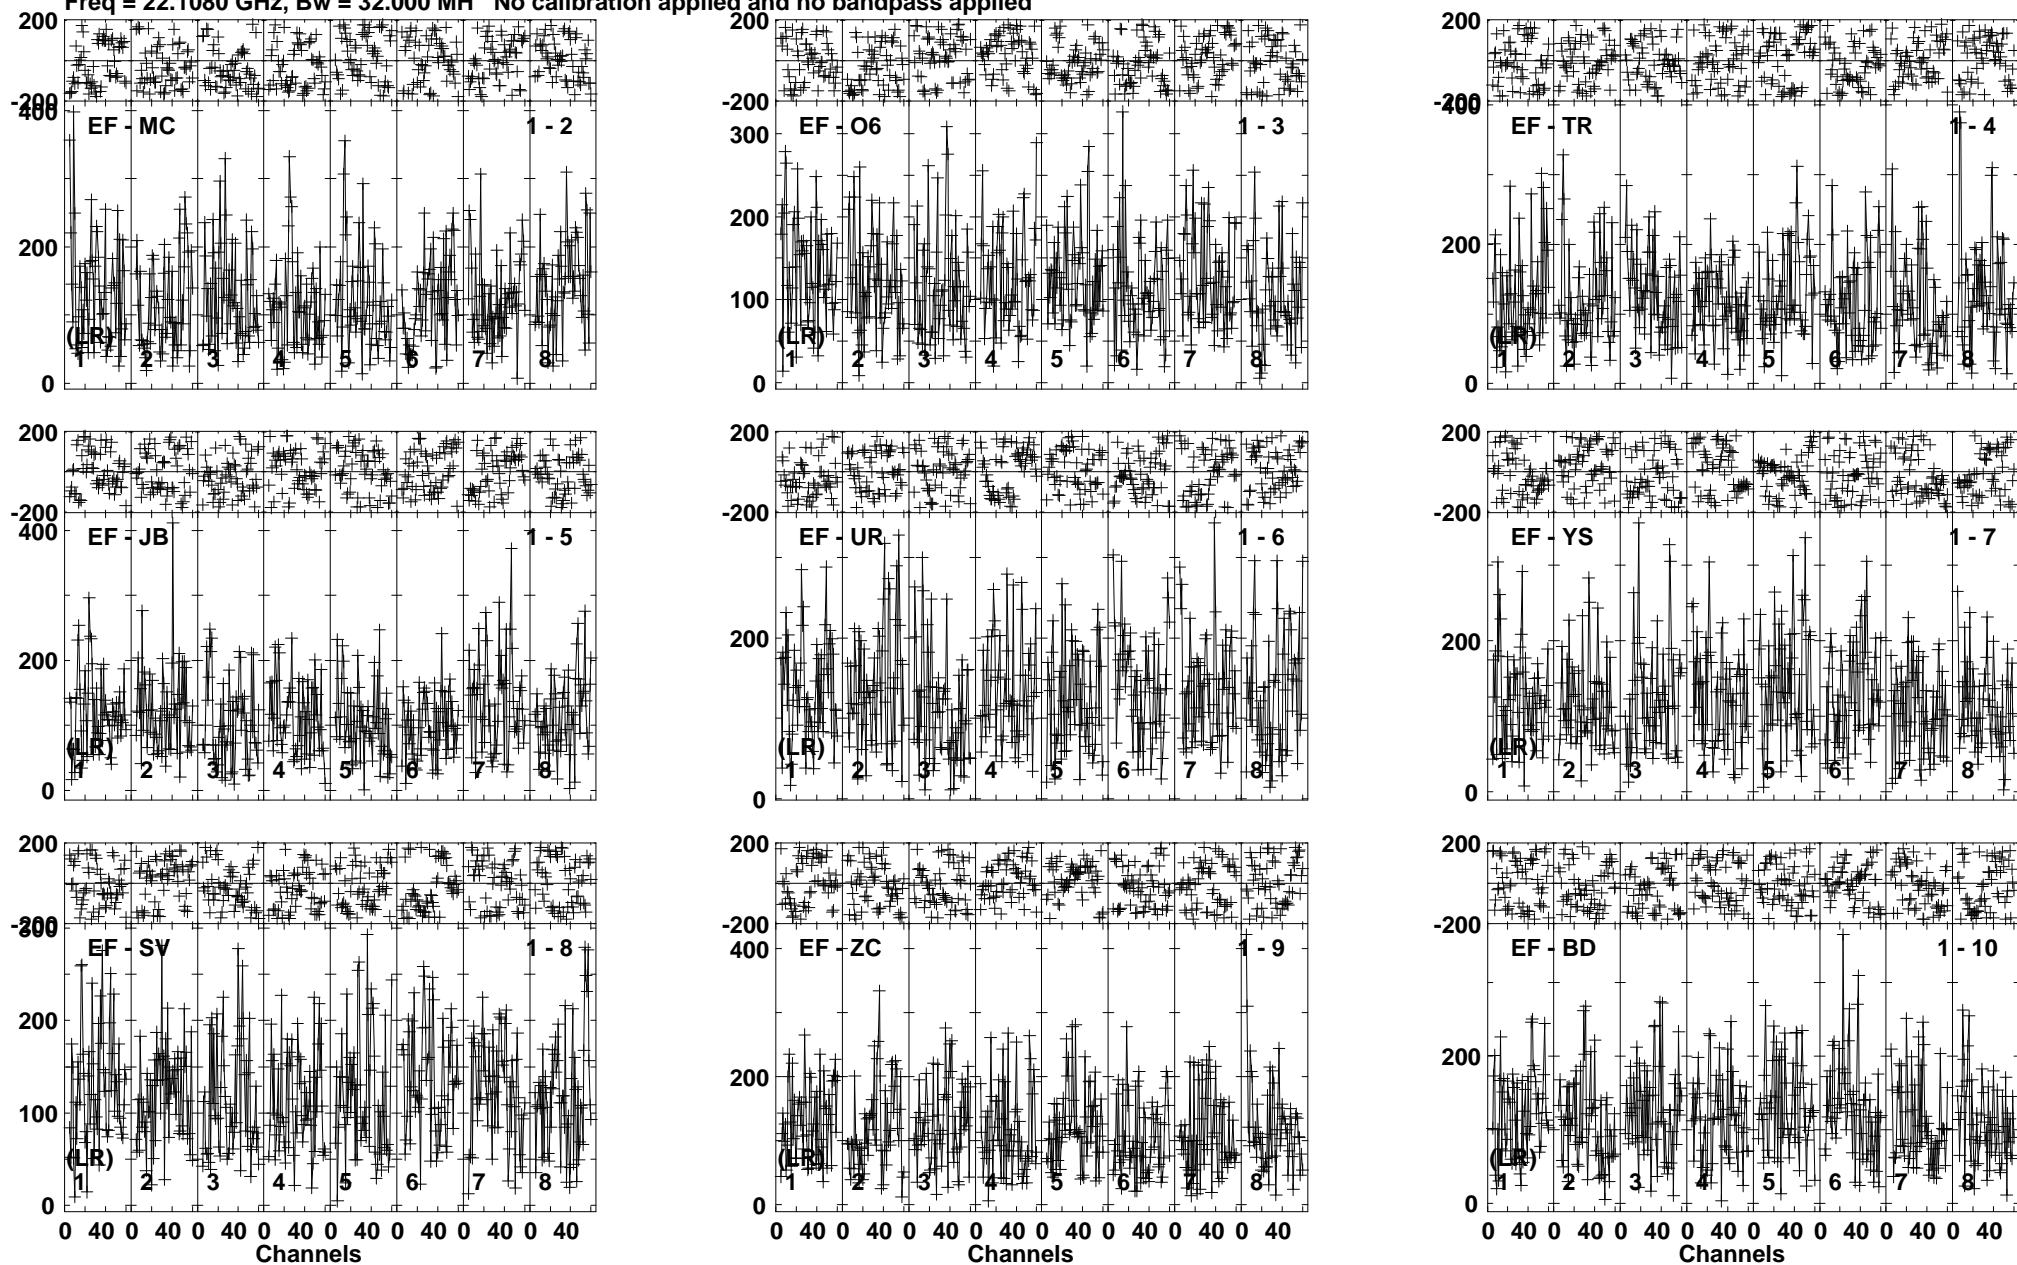 Freq = 22.1080 GHz, Bw = 32.000 MH No calibration applied and no bandpass applied
200
-200
400
200
0
EF - MC
1 - 2
(LR)
1 2 3 4 5 6 7 8
200
-200
300
200
100
0
EF - O6
1 - 3
(LR)
1 2 3 4 5 6 7 8
200
-200
400
200
0
EF - TR
1 - 4
(LR)
1 2 3 4 5 6 7 8
200
-200
400
200
0
EF - JB
1 - 5
(LR)
1 2 3 4 5 6 7 8
200
-200
200
0
EF - UR
1 - 6
(LR)
1 2 3 4 5 6 7 8
200
-200
200
0
EF - YS
1 - 7
(LR)
1 2 3 4 5 6 7 8
200
-200
300
200
100
0
EF - SV
1 - 8
(LR)
1 2 3 4 5 6 7 8
0 40 0 40 0 40 0 40 0 40 0 40 0 40 0 40
Channels
200
-200
400
200
0
EF - ZC
1 - 9
(LR)
1 2 3 4 5 6 7 8
0 40 0 40 0 40 0 40 0 40 0 40 0 40 0 40
Channels
200
-200
200
0
EF - BD
1 - 10
(LR)
1 2 3 4 5 6 7 8
0 40 0 40 0 40 0 40 0 40 0 40 0 40 0 40
Channels